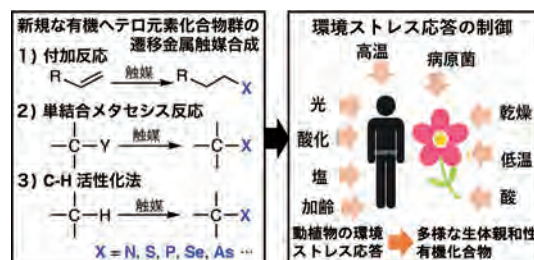 新規な有機ヘテロ元素化合物群の
遷移金属触媒合成
1) 付加反応
R 触媒 R X
2) 単結合メタセシス反応
C Y 触媒 C X
3) C-H 活性化法
C H 触媒 C X
X = N, S, P, Se, As …
環境ストレス応答の制御
高温
病原菌
光
酸化
塩
加齢
乾燥
低温
酸
動植物の環境
ストレス応答
多様な生体親和性
有機化合物